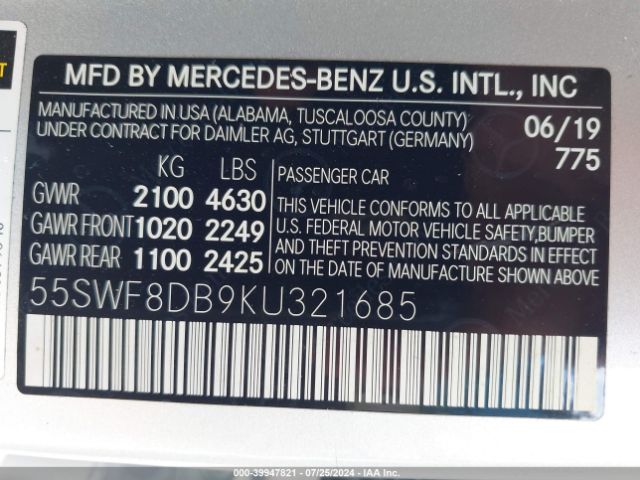 MFD BY MERCEDES-BENZ U.S. INTL., INC
MANUFACTURED IN USA (ALABAMA, TUSCALOOSA COUNTY)
UNDER CONTRACT FOR DAIMLER AG, STUTTGART (GERMANY)
06/19
775
KG LBS
GWR 2100 4630
GAWR FRONT 1020 2249
GAWR REAR 1100 2425
PASSENGER CAR
THIS VEHICLE CONFORMS TO ALL APPLICABLE
U.S. FEDERAL MOTOR VEHICLE SAFETY,BUMPER
AND THEFT PREVENTION STANDARDS IN EFFECT
ON THE DATE OF MANUFACTURE SHOWN ABOVE.
55SWF8DB9KU321685
CONN: 39947821 / 07/25/2024 - IAA Inc.